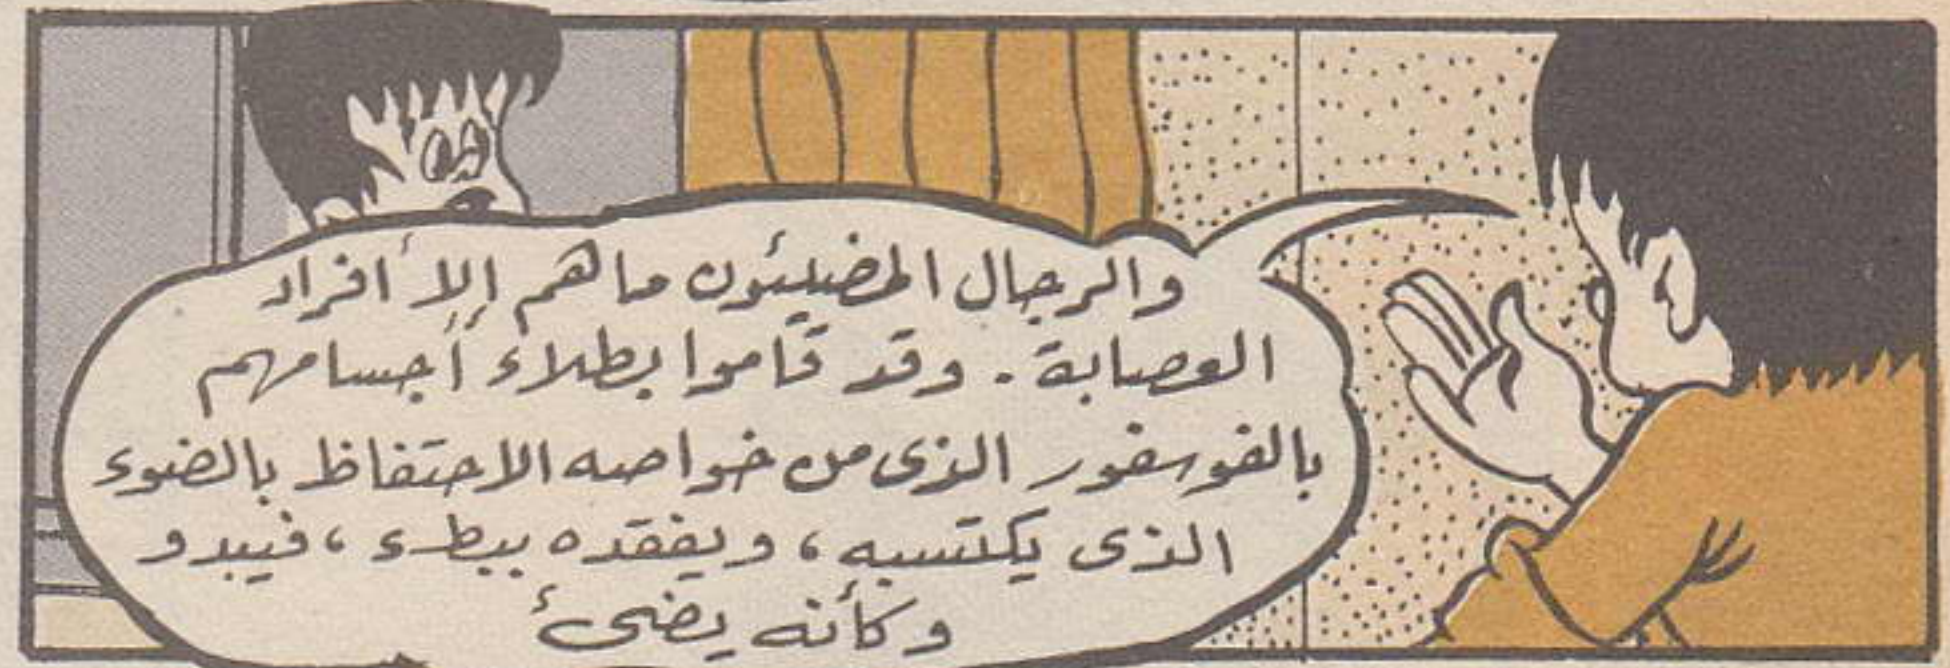 والرجال المضيئون ما هم إلا أفراد
العصابة . وقد قاموا بطلاء أجسامهم
بالفوسفور الذى من خواصه الاحتفاظ بالضوء
الذى يكتسبه ، ويفقده ببطء ، فيبدو
وكأنه يضىء